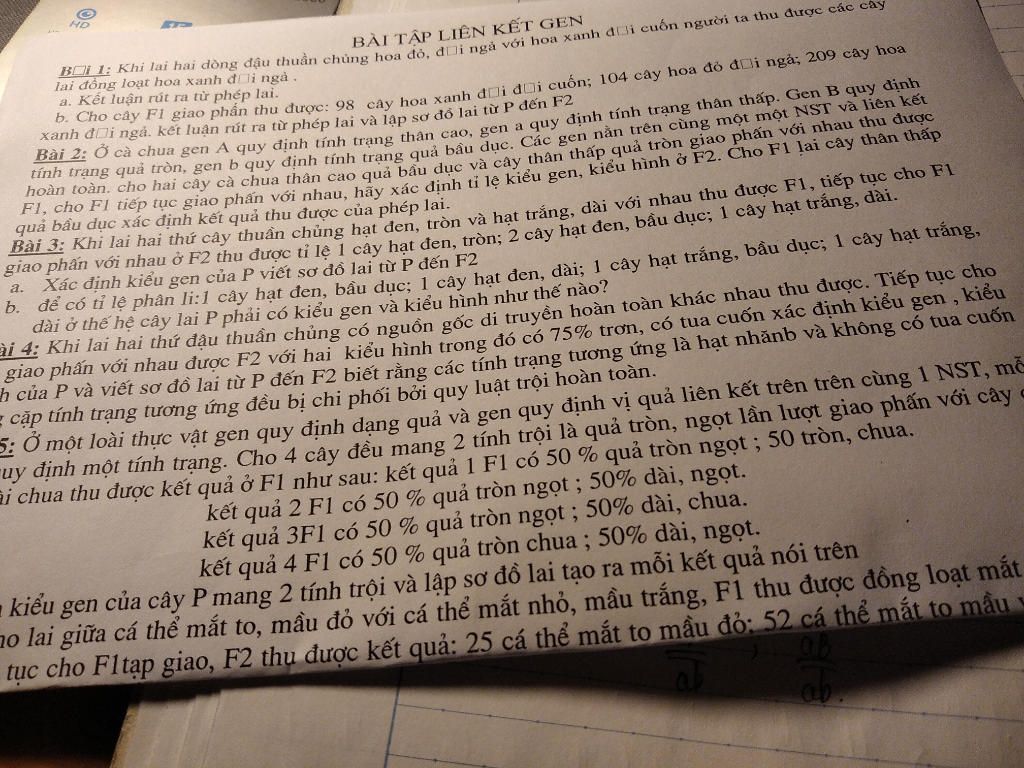 HD
BÀI TẬP LIÊN KẾT GEN
B□i 1: Khi lai hai dòng đậu thuần chủng hoa đỏ, đ□i ngả với hoa xanh đ□i cuốn người ta thu được các cây
lai đồng loạt hoa xanh đ□i ngả .
a. Kết luận rút ra từ phép lai.
b. Cho cây F1 giao phấn thu được: 98 cây hoa xanh đ□i đ□i cuốn; 104 cây hoa đỏ đ□i ngả; 209 cây hoa
xanh đ□i ngả. kết luận rút ra từ phép lai và lập sơ đồ lai từ P đến F2
Bài 2: Ở cà chua gen A quy định tính trạng thân cao, gen a quy định tính trạng thân thấp. Gen B quy định
tính trạng quả tròn, gen b quy định tính trạng quả bầu dục. Các gen nằn trên cùng một một NST và liên kết
hoàn toàn. cho hai cây cà chua thân cao quả bầu dục và cây thân thấp quả tròn giao phấn với nhau thu được
F1, cho F1 tiếp tục giao phấn với nhau, hãy xác định tỉ lệ kiểu gen, kiểu hình ở F2. Cho F1 lai cây thân thấp
quả bầu dục xác định kết quả thu được của phép lai.
Bài 3: Khi lai hai thứ cây thuần chủng hạt đen, tròn và hạt trắng, dài với nhau thu được F1, tiếp tục cho F1
giao phấn với nhau ở F2 thu được tỉ lệ 1 cây hạt đen, tròn; 2 cây hạt đen, bầu dục; 1 cây hạt trắng, dài.
a. Xác định kiểu gen của P viết sơ đồ lai từ P đến F2
b. để có tỉ lệ phân li:1 cây hạt đen, bầu dục; 1 cây hạt đen, dài; 1 cây hạt trắng, bầu dục; 1 cây hạt trắng,
dài ở thế hệ cây lai P phải có kiểu gen và kiểu hình như thế nào?
ài 4: Khi lai hai thứ đậu thuần chủng có nguồn gốc di truyền hoàn toàn khác nhau thu được. Tiếp tục cho
giao phấn với nhau được F2 với hai kiểu hình trong đó có 75% trơn, có tua cuốn xác định kiểu gen , kiểu
h của P và viết sơ đồ lai từ P đến F2 biết rằng các tính trạng tương ứng là hạt nhănb và không có tua cuốn
g cặp tính trạng tương ứng đều bị chi phối bởi quy luật trội hoàn toàn.
5: Ở một loài thực vật gen quy định dạng quả và gen quy định vị quả liên kết trên trên cùng 1 NST, mỗ
uy định một tính trạng. Cho 4 cây đều mang 2 tính trội là quả tròn, ngọt lần lượt giao phấn với cây
ài chua thu được kết quả ở F1 như sau: kết quả 1 F1 có 50 % quả tròn ngọt ; 50 tròn, chua.
kết quả 2 F1 có 50 % quả tròn ngọt ; 50% dài, ngọt.
kết quả 3F1 có 50 % quả tròn ngọt ; 50% dài, chua.
kết quả 4 F1 có 50 % quả tròn chua ; 50% dài, ngọt.
kiểu gen của cây P mang 2 tính trội và lập sơ đồ lai tạo ra mỗi kết quả nói trên
ho lai giữa cá thể mắt to, mầu đỏ với cá thể mắt nhỏ, mầu trắng, F1 thu được đồng loạt mắt
tục cho F1tạp giao, F2 thu được kết quả: 25 cá thể mắt to mầu đỏ; 52 cá thể mắt to mầu
ab ; ab
ab.